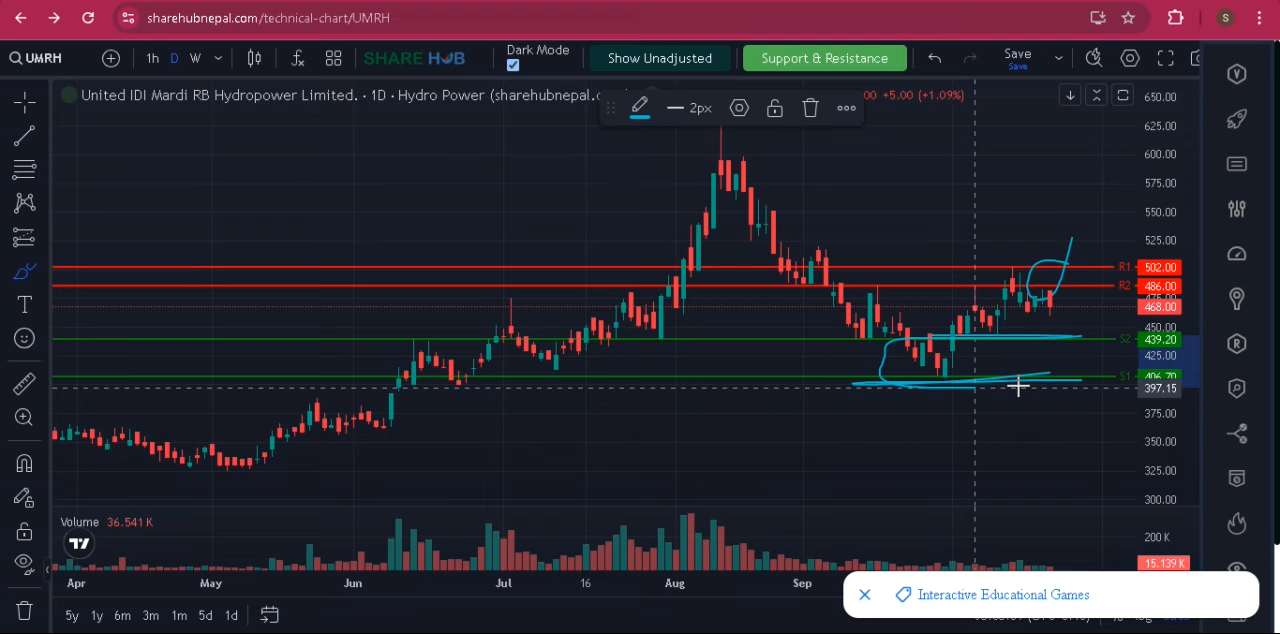 sharehubnepal.com/technical-chart/UMRH
S
UMRH
1h D W
SHARE HUB
Dark Mode
Show Unadjusted
Support & Resistance
Save
Save
United IDI Mardi RB Hydropower Limited. · 1D · Hydro Power (sharehubnepal.c
2px
00 +5.00 (+1.09%)
650.00
625.00
600.00
575.00
550.00
525.00
R1 502.00
R2 486.00
475.00
468.00
450.00
S2 439.20
425.00
S1 406.70
397.15
375.00
350.00
325.00
300.00
Volume 36.541 K
200 K
15.139 K
Apr May Jun Jul 16 Aug Sep
5y 1y 6m 3m 1m 5d 1d
Interactive Educational Games